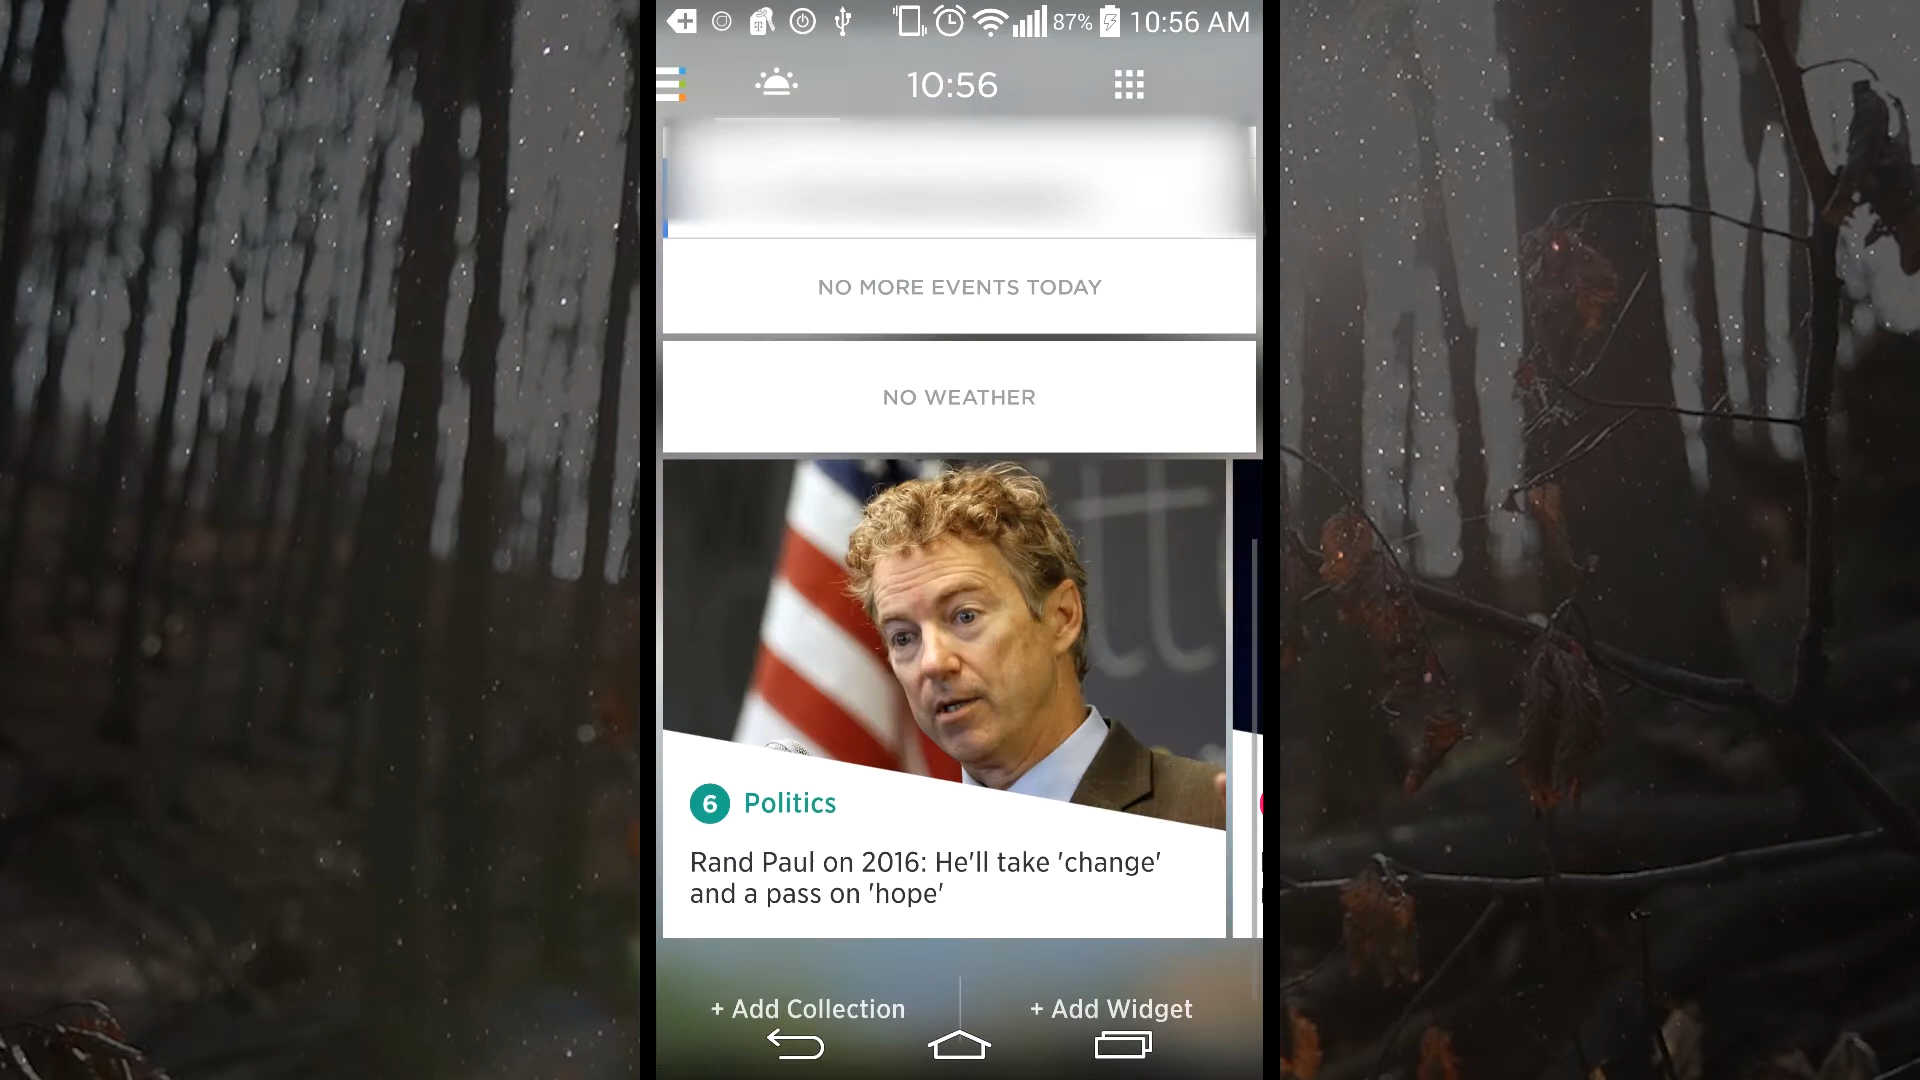 87% 10:56 AM
10:56
NO MORE EVENTS TODAY
NO WEATHER
6 Politics
Rand Paul on 2016: He'll take 'change'
and a pass on 'hope'
+ Add Collection + Add Widget